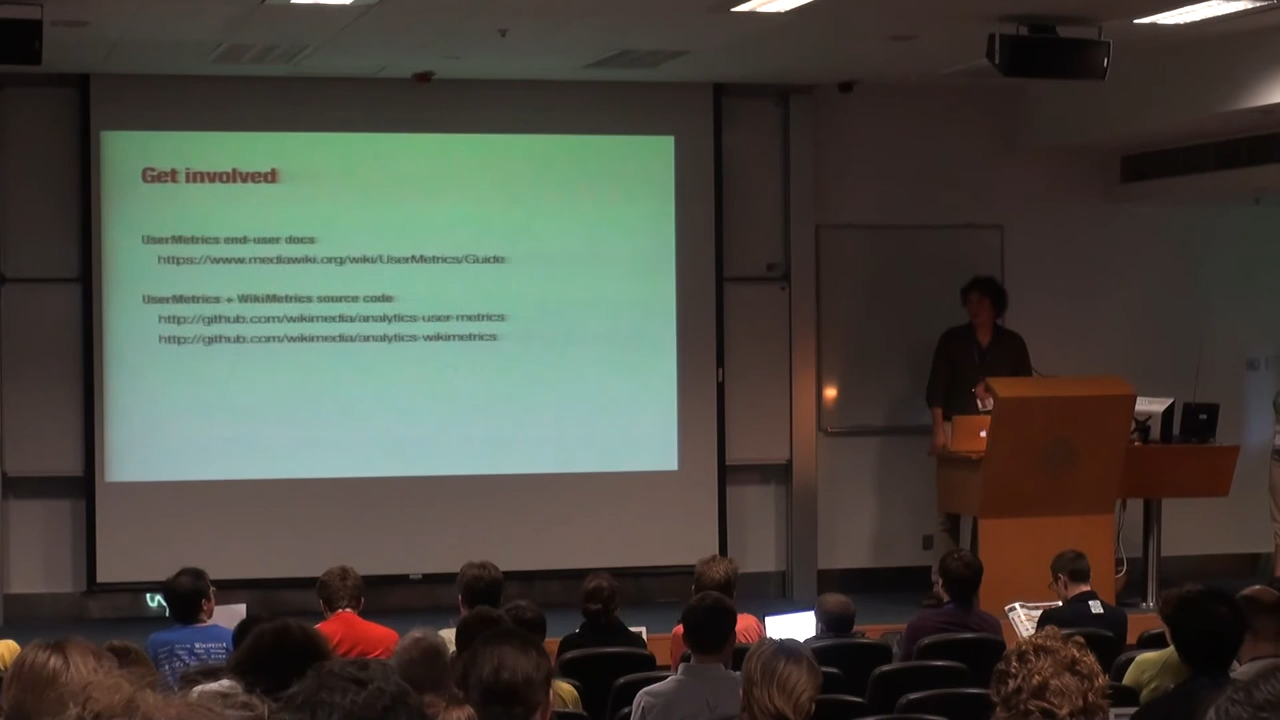 Get involved
UserMetrics end-user docs
https://www.mediawiki.org/wiki/UserMetrics/Guide
UserMetrics + WikiMetrics source code
http://github.com/wikimedia/analytics-user-metrics
http://github.com/wikimedia/analytics-wikimetrics